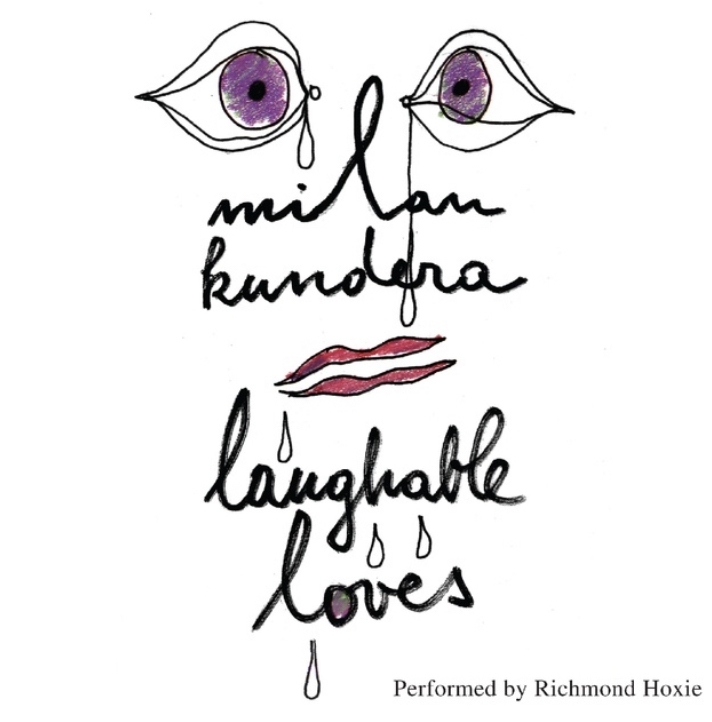 milan
kundera
laughable
loves
Performed by Richmond Hoxie